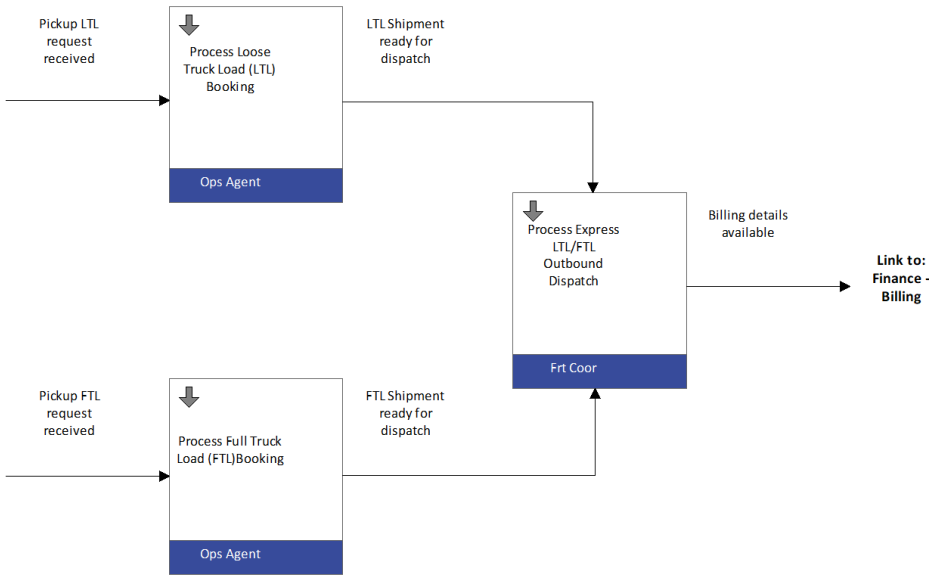 Pickup LTL
request
received
Process Loose
Truck Load (LTL)
Booking
Ops Agent
LTL Shipment
ready for
dispatch
Process Express
LTL/FTL
Outbound
Dispatch
Frt Coor
Billing details
available
Link to:
Finance -
Billing
Pickup FTL
request
received
Process Full Truck
Load (FTL)Booking
Ops Agent
FTL Shipment
ready for
dispatch